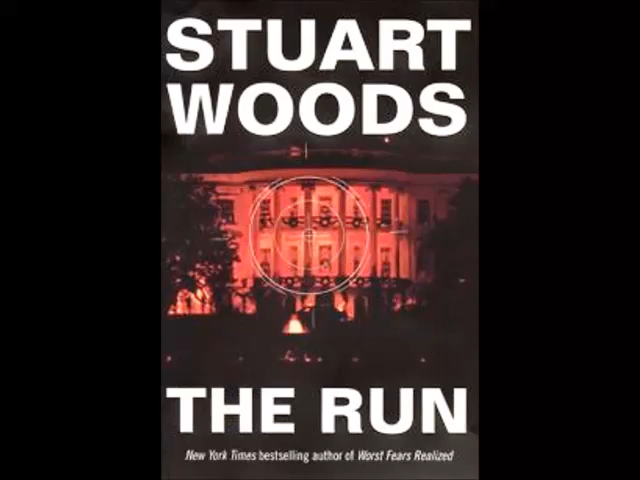 STUART
WOODS
THE RUN
New York Times bestselling author of Worst Fears Realized